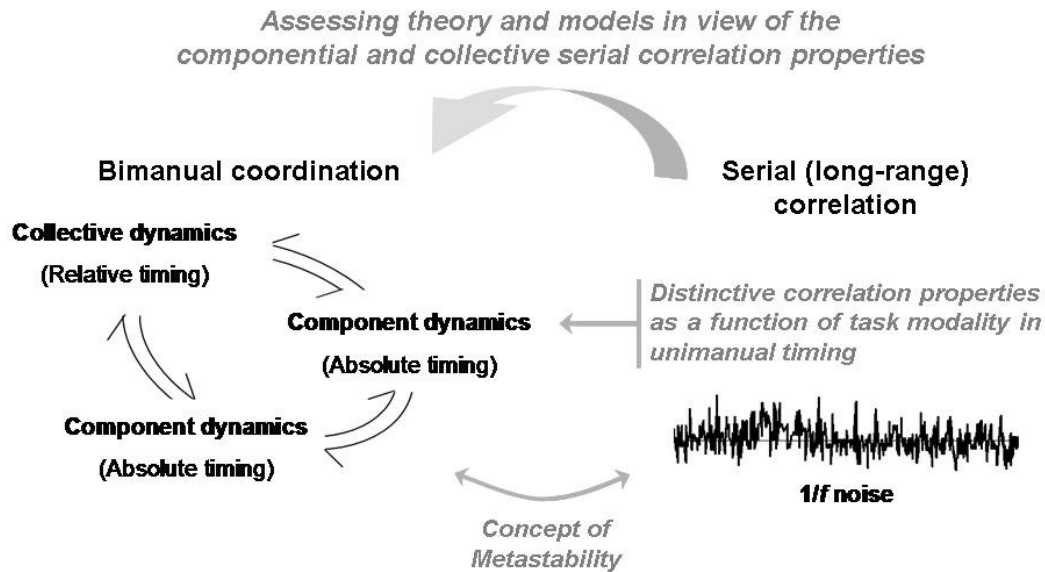 Assessing theory and models in view of the
componential and collective serial correlation properties
Bimanual coordination
Serial (long-range)
correlation
Collective dynamics
(Relative timing)
Component dynamics
(Absolute timing)
Component dynamics
(Absolute timing)
Distinctive correlation properties
as a function of task modality in
unimanual timing
1/f noise
Concept of
Metastability